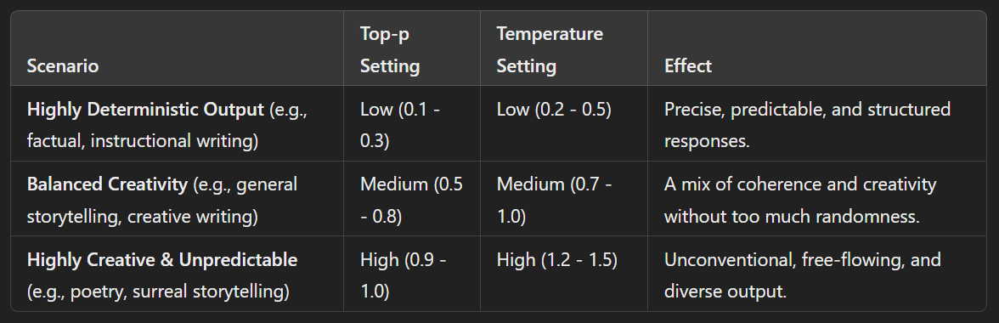 Scenario
Top-p
Setting
Temperature
Setting
Effect
Highly Deterministic Output (e.g.,
factual, instructional writing)
Low (0.1 -
0.3)
Low (0.2 - 0.5)
Precise, predictable, and structured
responses.
Balanced Creativity (e.g., general
storytelling, creative writing)
Medium (0.5
- 0.8)
Medium (0.7 -
1.0)
A mix of coherence and creativity
without too much randomness.
Highly Creative & Unpredictable
(e.g., poetry, surreal storytelling)
High (0.9 -
1.0)
High (1.2 - 1.5)
Unconventional, free-flowing, and
diverse output.